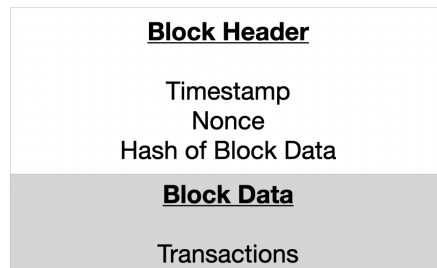 Block Header
Timestamp
Nonce
Hash of Block Data
Block Data
Transactions